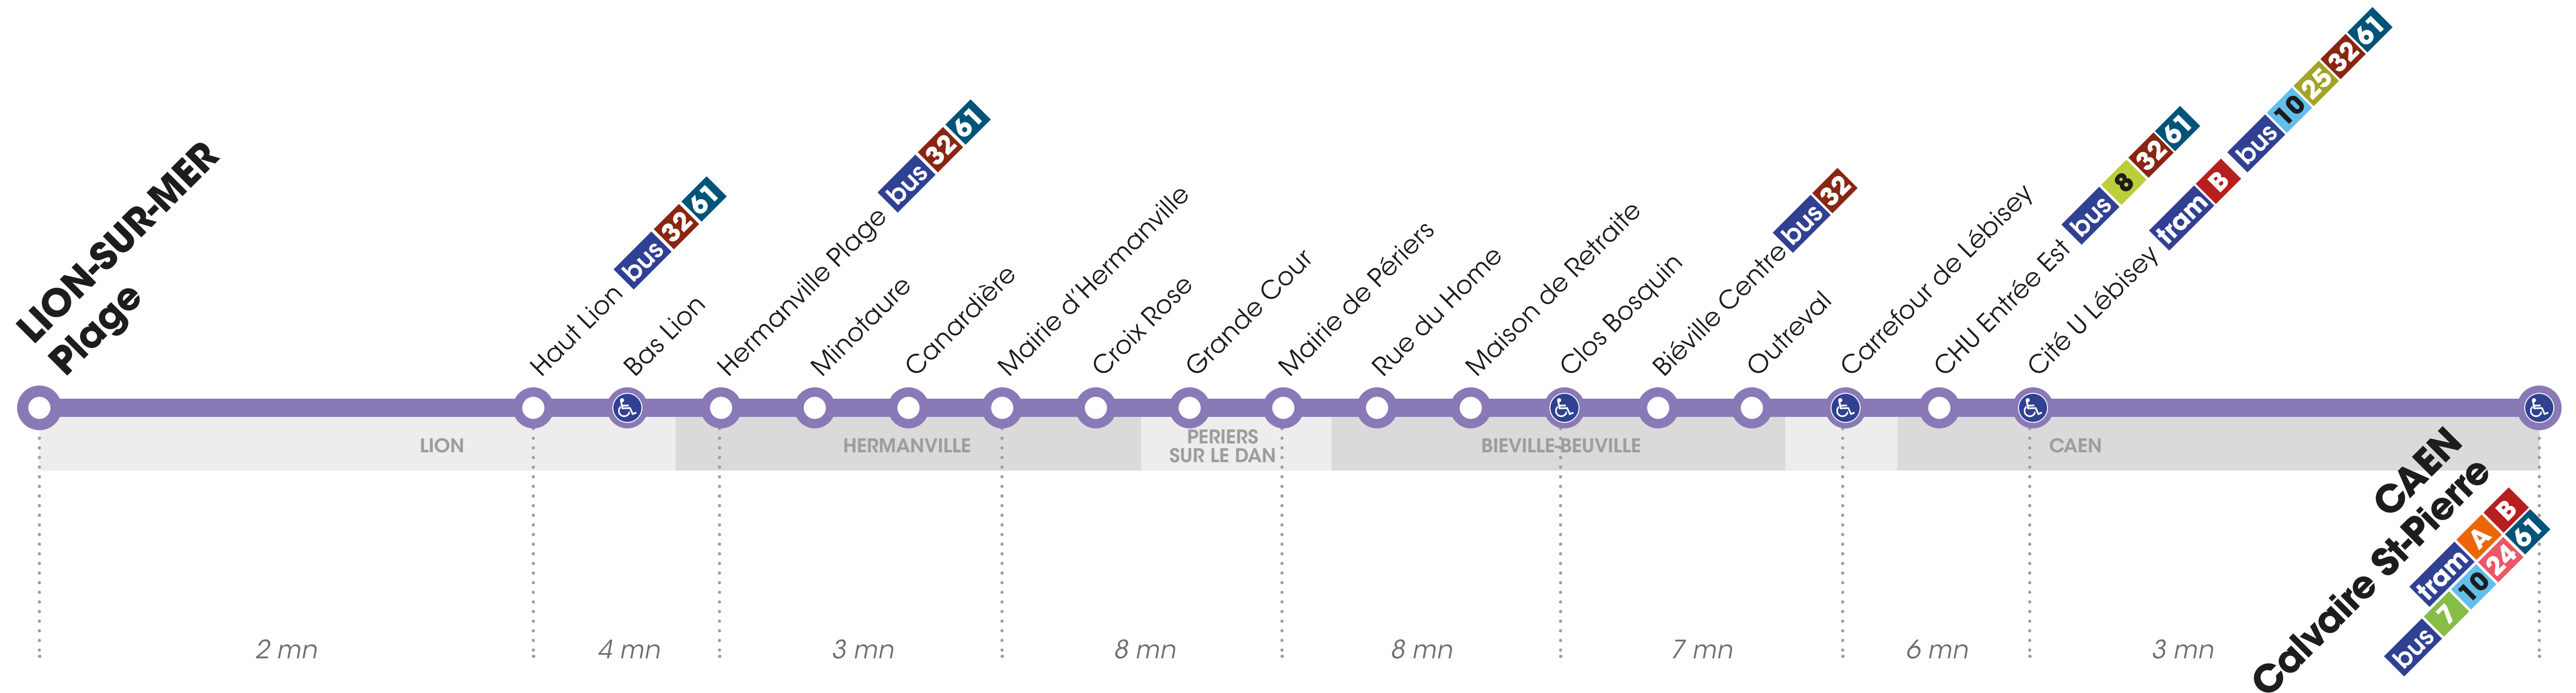 LION-SUR-MER
Plage
Haut Lion bus 32 61
Bas Lion
Hermanville Plage bus 32 61
Minotaure
Canardière
Mairie d'Hermanville
Croix Rose
Grande Cour
Mairie de Périers
Rue du Home
Maison de Retraite
Clos Bosquin
Biéville Centre bus 32
Outreval
Carrefour de Lébisey
CHU Entrée Est bus 8 32 61
Cité U Lébisey tram B bus 10 25 32 61
CAEN
Calvaire St-Pierre
tram A B
bus 7 10 24 61
LION
HERMANVILLE
PERIERS
SUR LE DAN
BIEVILLE-BEUVILLE
CAEN
2 mn
4 mn
3 mn
8 mn
8 mn
7 mn
6 mn
3 mn